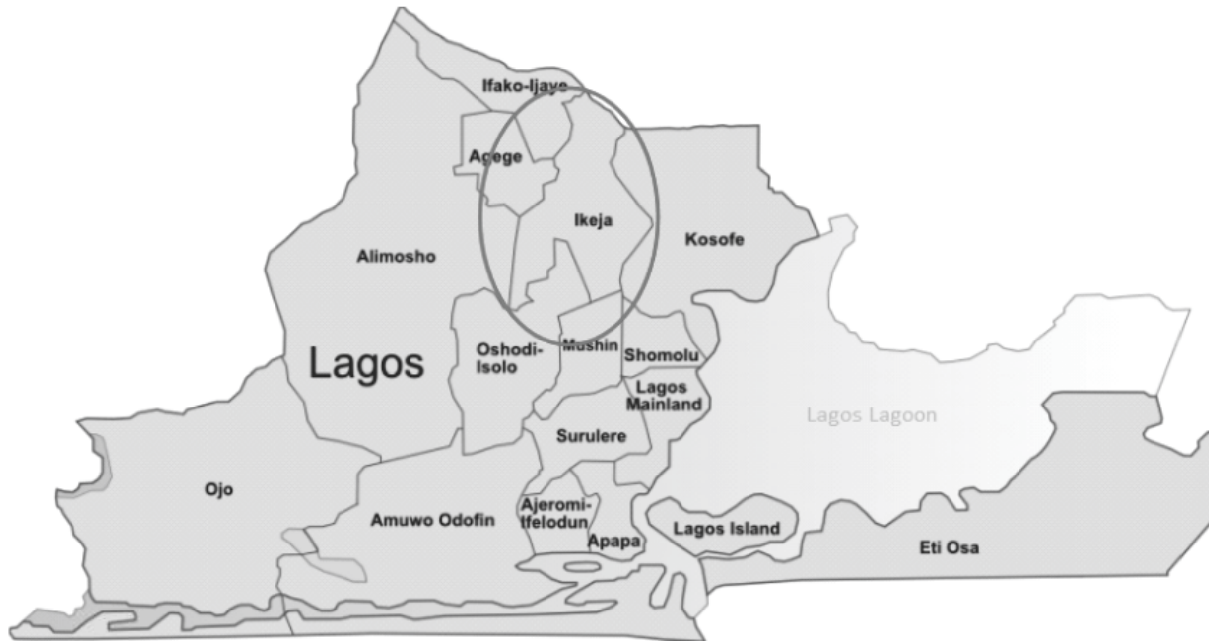 Ifako-Ijaye
Agege
Ikeja
Kosofe
Alimosho
Oshodi-
Isolo
Mushin
Shomolu
Lagos
Lagos
Mainland
Lagos Lagoon
Surulere
Ojo
Amuwo Odofin
Ajeromi-
Ifelodun
Apapa
Lagos Island
Eti Osa